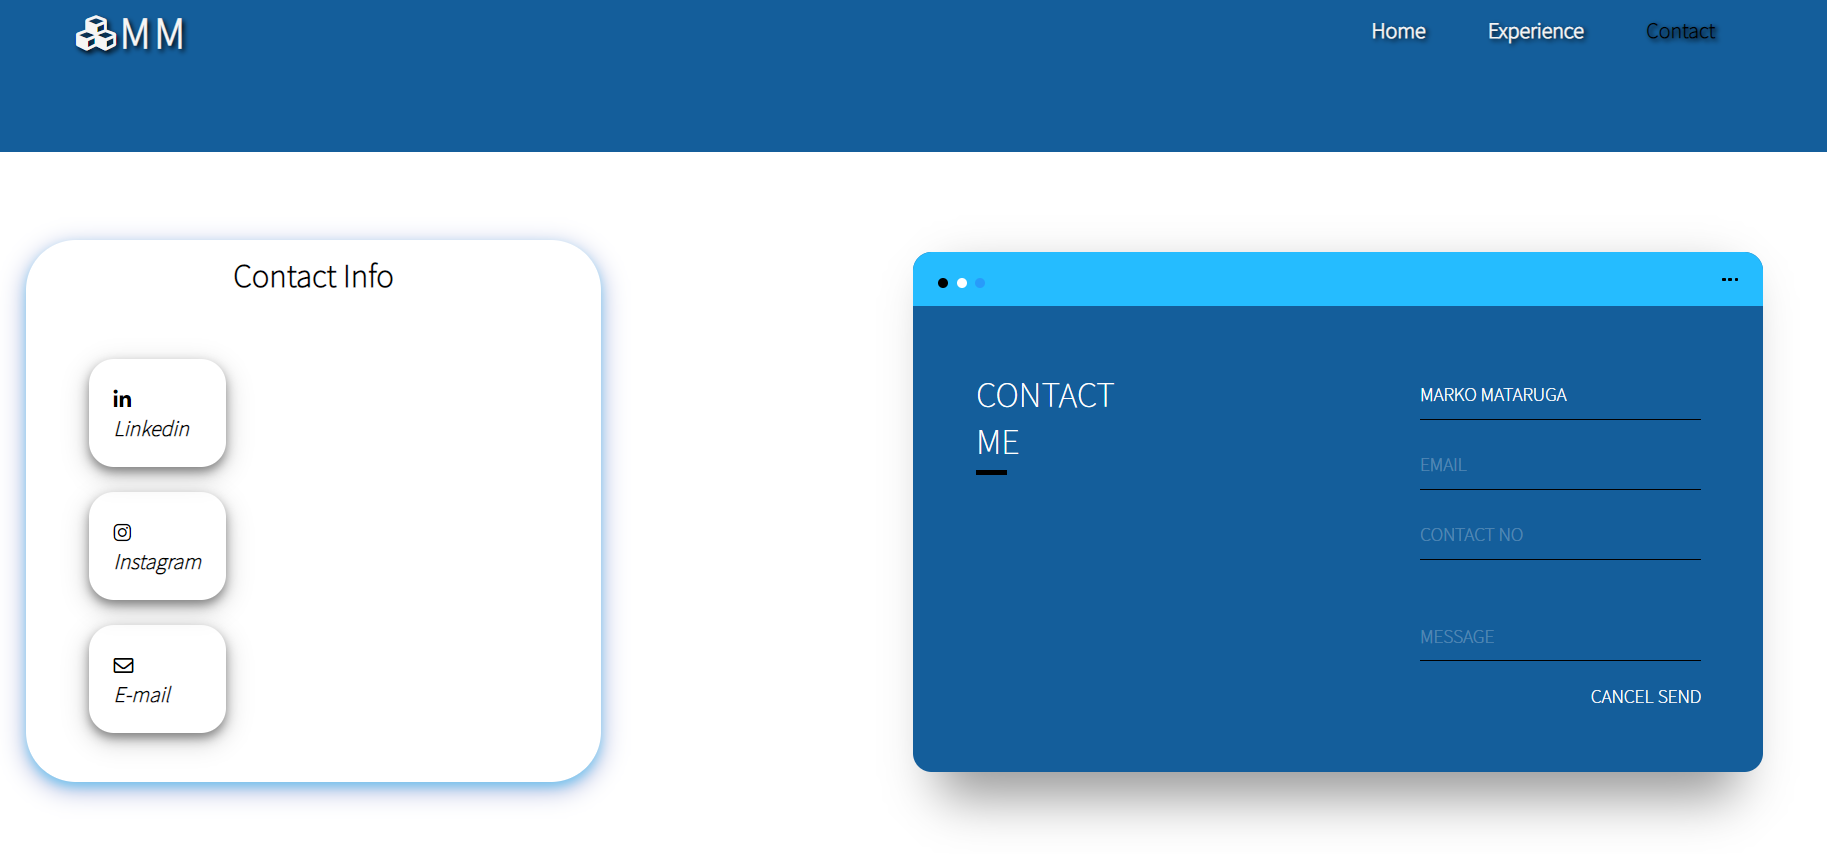 MM
Home Experience Contact
Contact Info
Linkedin
Instagram
E-mail
CONTACT
ME
MARKO MATARUGA
EMAIL
CONTACT NO
MESSAGE
CANCEL SEND